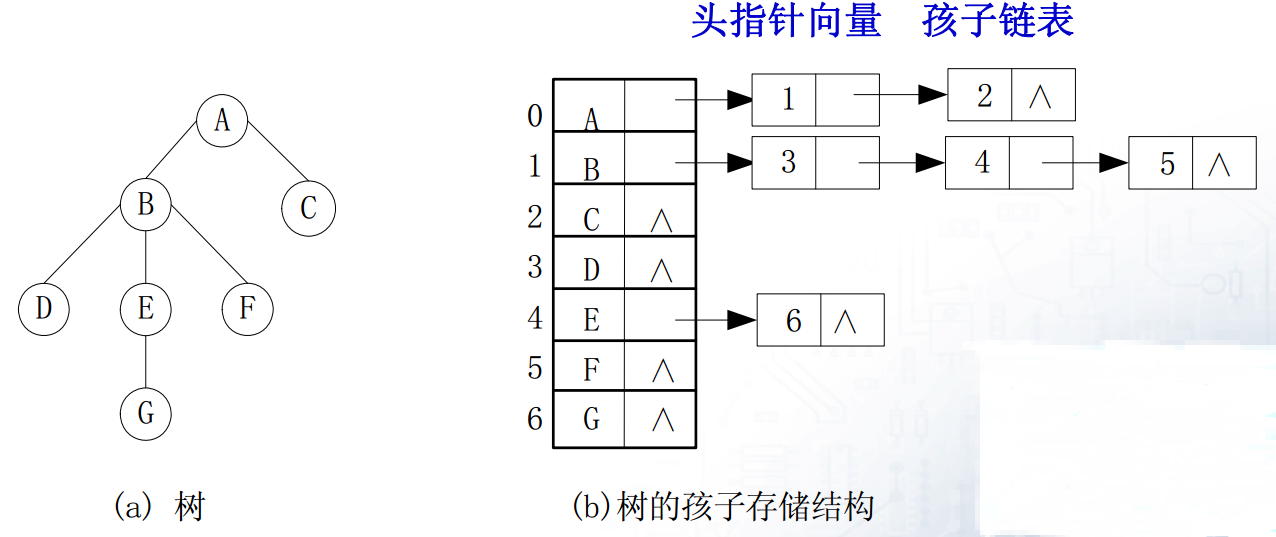 头指针向量 孩子链表
A
B C
D E F
G
0 A 1 2 ∧
1 B 3 4 5 ∧
2 C ∧
3 D ∧
4 E 6 ∧
5 F ∧
6 G ∧
(a) 树
(b)树的孩子存储结构